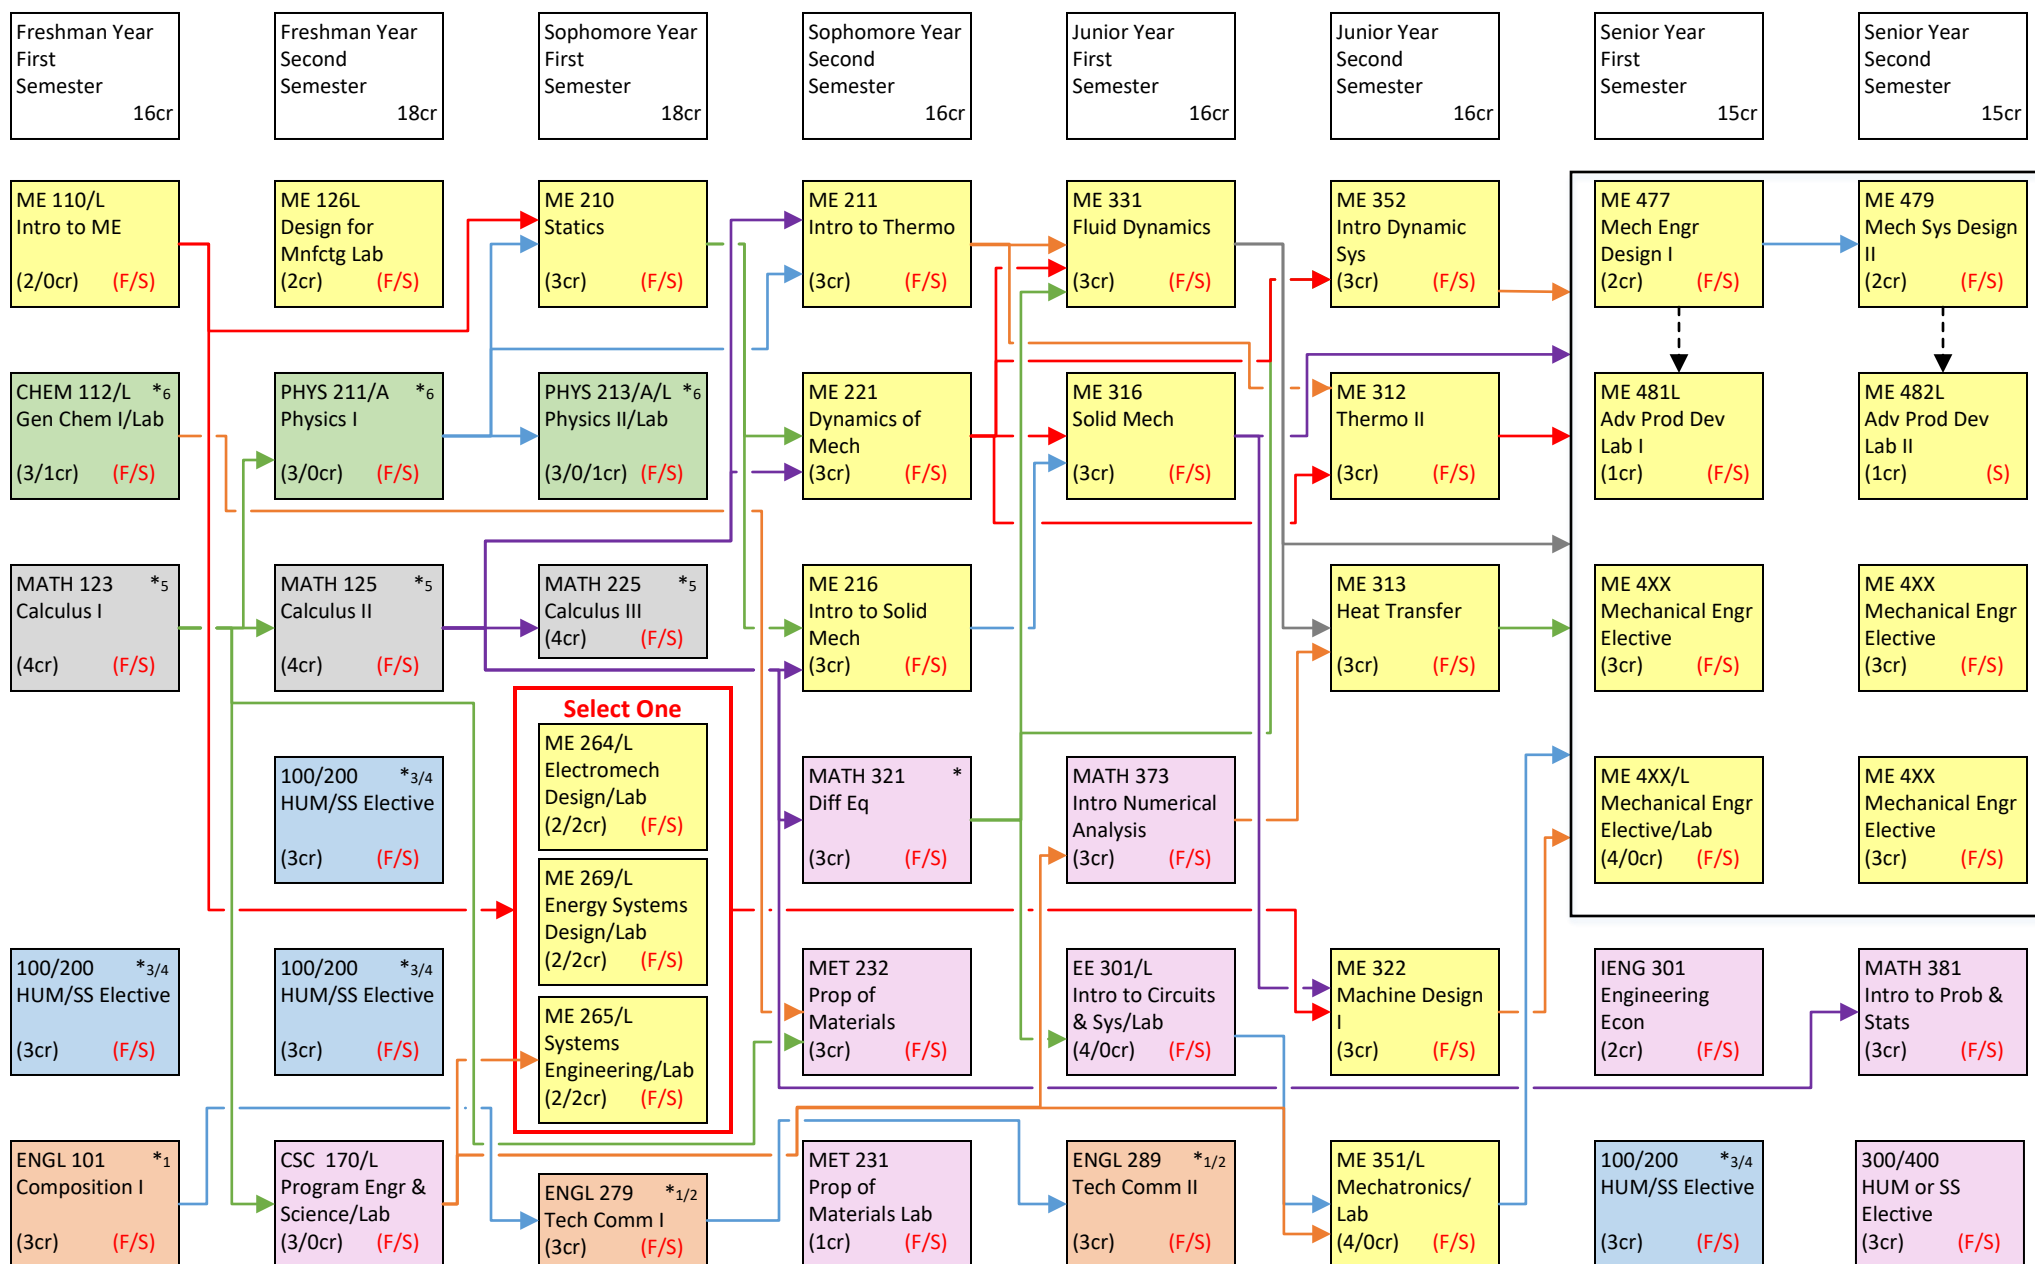 Freshman Year
First
Semester
16cr
Freshman Year
Second
Semester
18cr
Sophomore Year
First
Semester
18cr
Sophomore Year
Second
Semester
16cr
Junior Year
First
Semester
16cr
Junior Year
Second
Semester
16cr
Senior Year
First
Semester
15cr
Senior Year
Second
Semester
15cr
ME 110/L
Intro to ME
(2/0cr) (F/S)
ME 126L
Design for
Mnfctg Lab
(2cr) (F/S)
ME 210
Statics
(3cr) (F/S)
ME 211
Intro to Thermo
(3cr) (F/S)
ME 331
Fluid Dynamics
(3cr) (F/S)
ME 352
Intro Dynamic
Sys
(3cr) (F/S)
ME 477
Mech Engr
Design I
(2cr) (F/S)
ME 479
Mech Sys Design
II
(2cr) (F/S)
CHEM 112/L *6
Gen Chem I/Lab
(3/1cr) (F/S)
PHYS 211/A *6
Physics I
(3/0cr) (F/S)
PHYS 213/A/L *6
Physics II/Lab
(3/0/1cr) (F/S)
ME 221
Dynamics of
Mech
(3cr) (F/S)
ME 316
Solid Mech
(3cr) (F/S)
ME 312
Thermo II
(3cr) (F/S)
ME 481L
Adv Prod Dev
Lab I
(1cr) (F/S)
ME 482L
Adv Prod Dev
Lab II
(1cr) (S)
MATH 123 *5
Calculus I
(4cr) (F/S)
MATH 125 *5
Calculus II
(4cr) (F/S)
MATH 225 *5
Calculus III
(4cr) (F/S)
ME 216
Intro to Solid
Mech
(3cr) (F/S)
ME 313
Heat Transfer
(3cr) (F/S)
ME 4XX
Mechanical Engr
Elective
(3cr) (F/S)
ME 4XX
Mechanical Engr
Elective
(3cr) (F/S)
100/200 *3/4
HUM/SS Elective
(3cr) (F/S)
Select One
ME 264/L
Electromech
Design/Lab
(2/2cr) (F/S)
ME 269/L
Energy Systems
Design/Lab
(2/2cr) (F/S)
ME 265/L
Systems
Engineering/Lab
(2/2cr) (F/S)
MATH 321 *
Diff Eq
(3cr) (F/S)
MATH 373
Intro Numerical
Analysis
(3cr) (F/S)
ME 4XX/L
Mechanical Engr
Elective/Lab
(4/0cr) (F/S)
ME 4XX
Mechanical Engr
Elective
(3cr) (F/S)
100/200 *3/4
HUM/SS Elective
(3cr) (F/S)
100/200 *3/4
HUM/SS Elective
(3cr) (F/S)
MET 232
Prop of
Materials
(3cr) (F/S)
EE 301/L
Intro to Circuits
& Sys/Lab
(4/0cr) (F/S)
ME 322
Machine Design
I
(3cr) (F/S)
IENG 301
Engineering
Econ
(2cr) (F/S)
MATH 381
Intro to Prob &
Stats
(3cr) (F/S)
ENGL 101 *1
Composition I
(3cr) (F/S)
CSC 170/L
Program Engr &
Science/Lab
(3/0cr) (F/S)
ENGL 279 *1/2
Tech Comm I
(3cr) (F/S)
MET 231
Prop of
Materials Lab
(1cr) (F/S)
ENGL 289 *1/2
Tech Comm II
(3cr) (F/S)
ME 351/L
Mechatronics/
Lab
(4/0cr) (F/S)
100/200 *3/4
HUM/SS Elective
(3cr) (F/S)
300/400
HUM or SS
Elective
(3cr) (F/S)